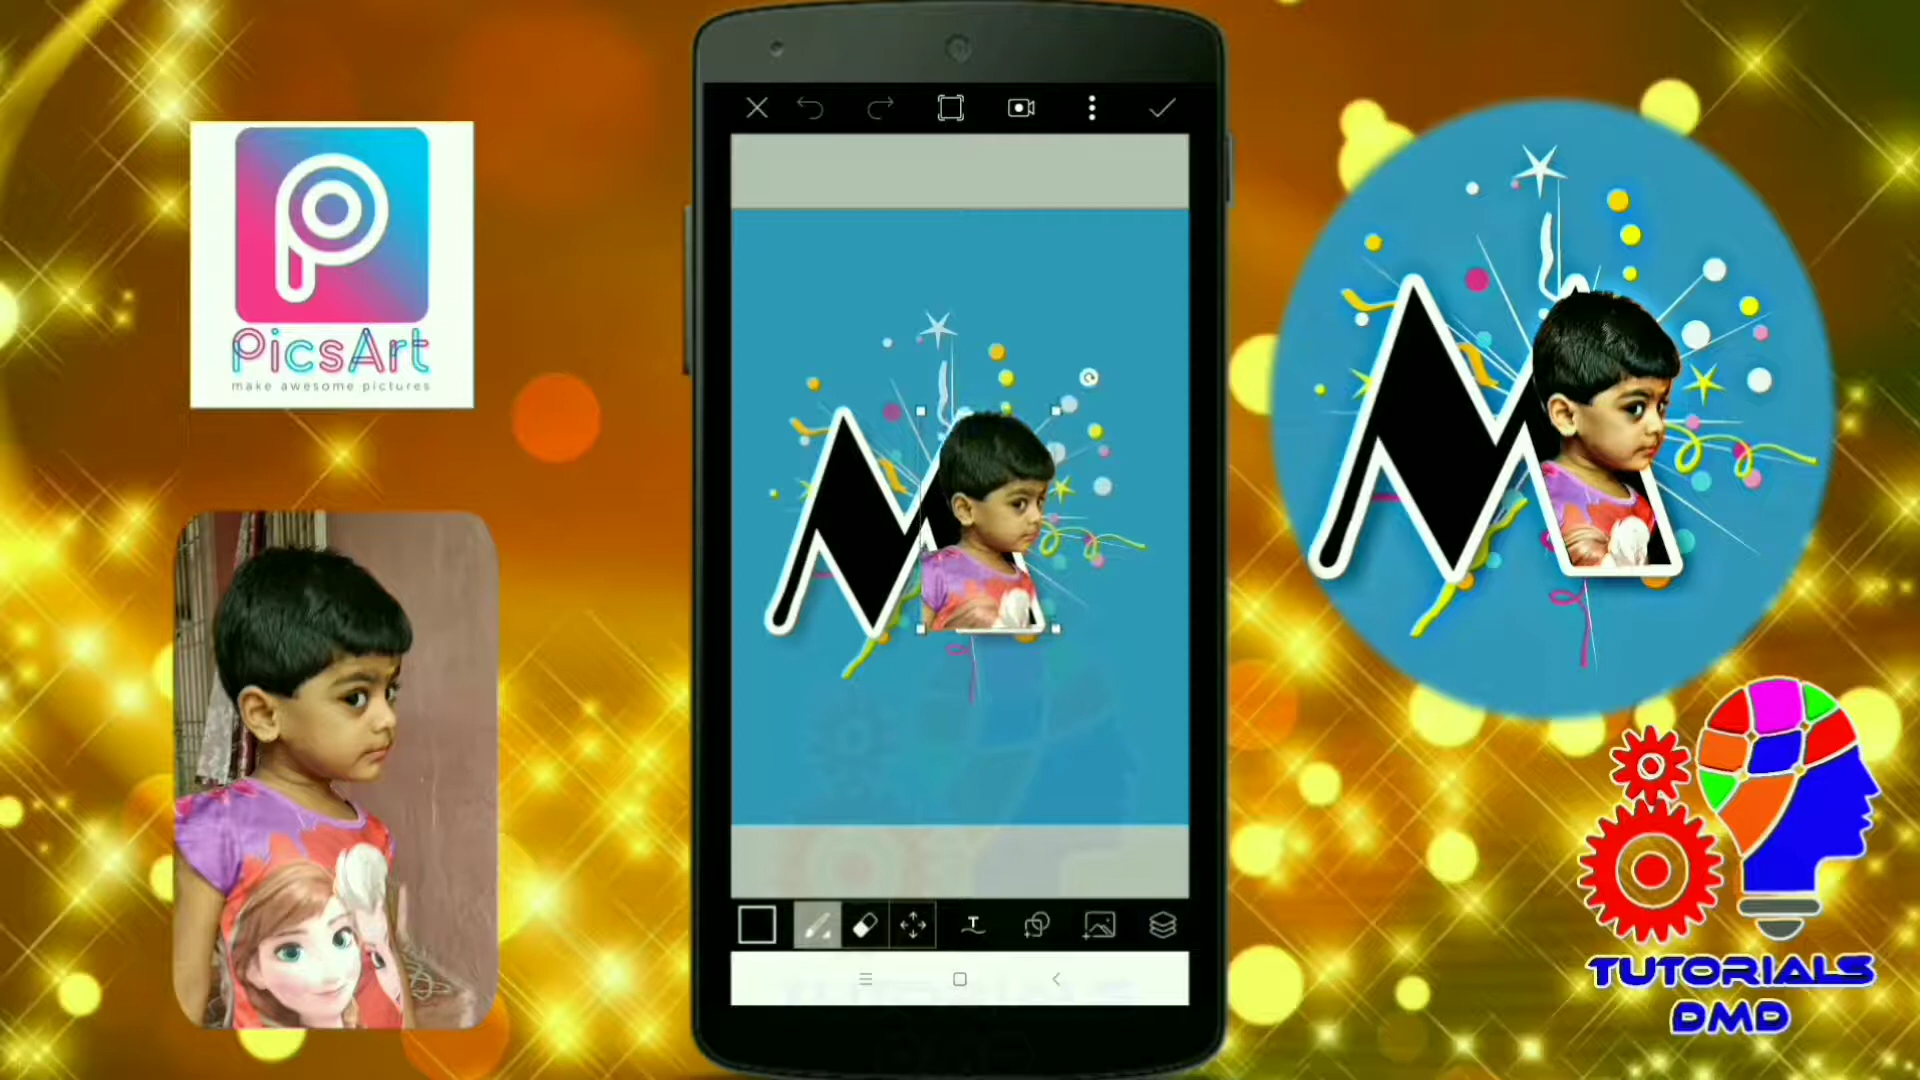 PicsArt
make awesome pictures
M
M
T
TUTORIALS
DMD